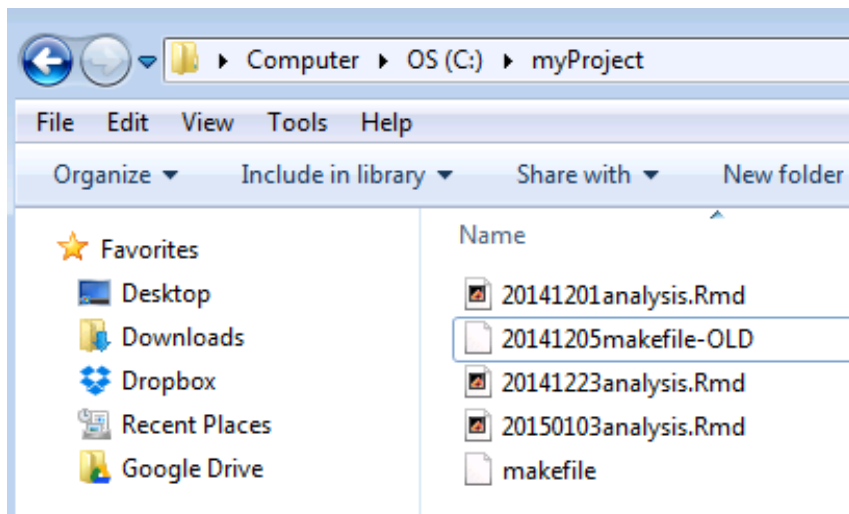 Computer OS (C:) myProject
File Edit View Tools Help
Organize Include in library Share with New folder
Favorites
Desktop
Downloads
Dropbox
Recent Places
Google Drive
Name
20141201analysis.Rmd
20141205makefile-OLD
20141223analysis.Rmd
20150103analysis.Rmd
makefile